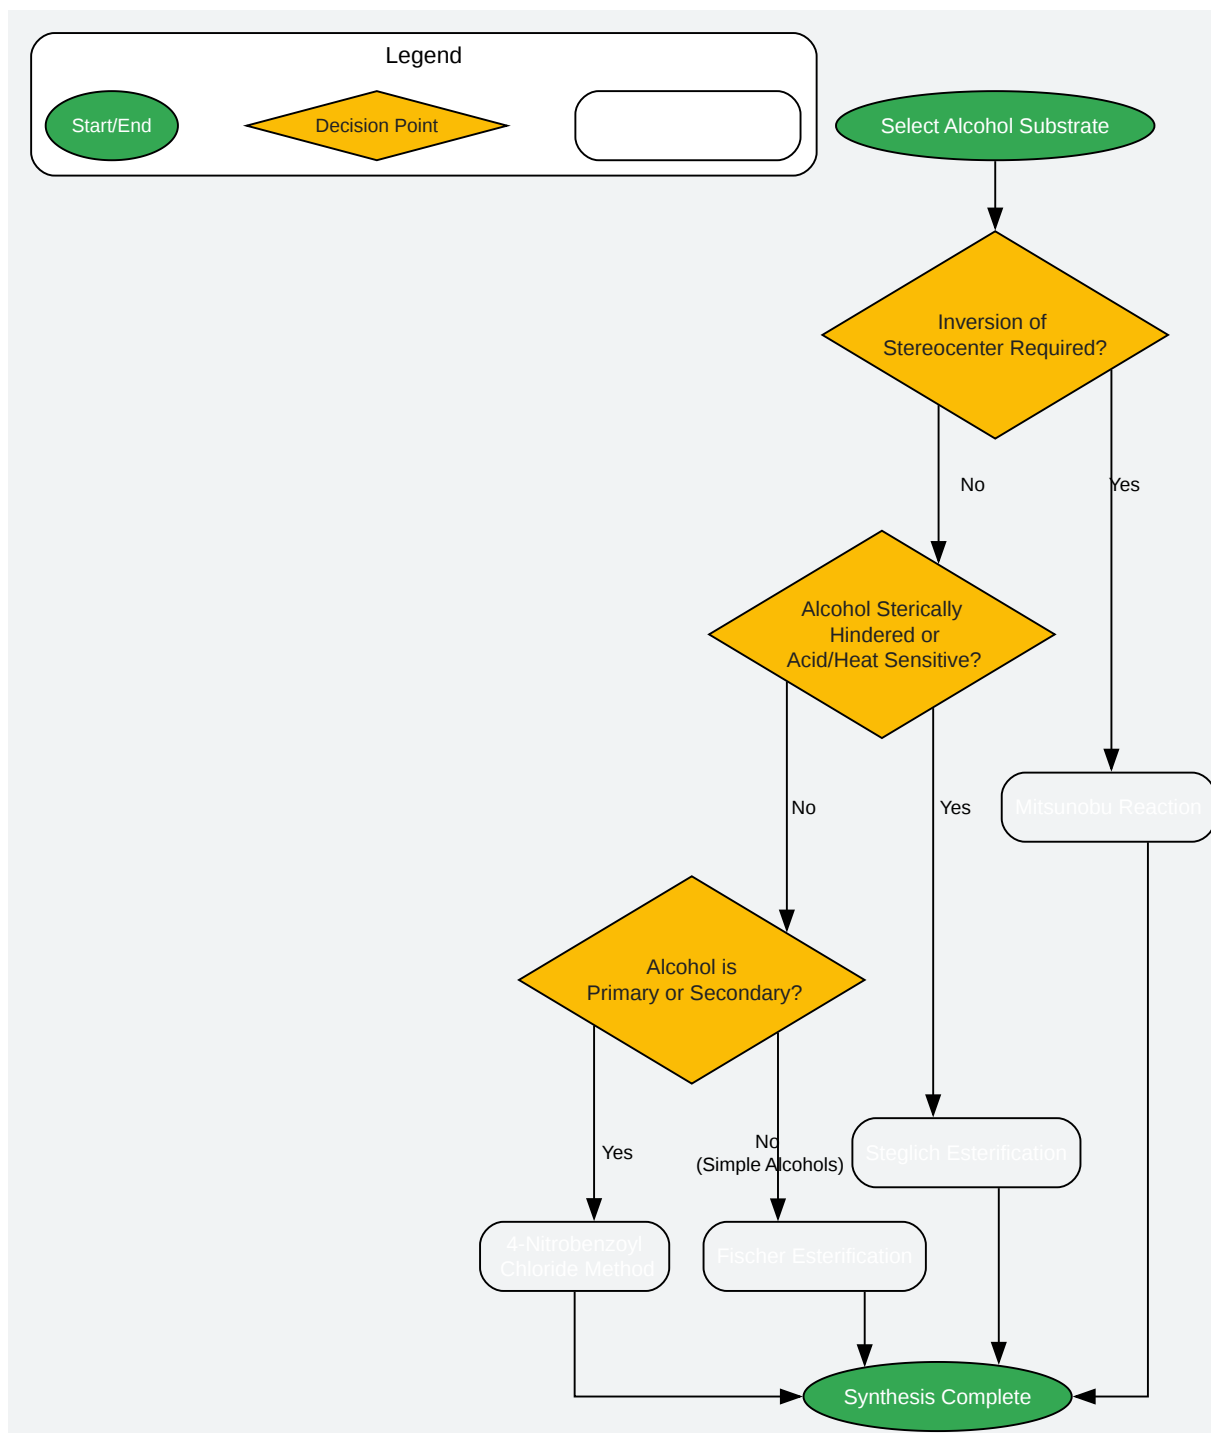 Legend
Start/End
Decision Point
Select Alcohol Substrate
Inversion of
Stereocenter Required?
No
Yes
Alcohol Sterically
Hindered or
Acid/Heat Sensitive?
No
Yes
Mitsunobu Reaction
Alcohol is
Primary or Secondary?
Yes
No
(Simple Alcohols)
Steglich Esterification
4-Nitrobenzoyl
Chloride Method
Fischer Esterification
Synthesis Complete